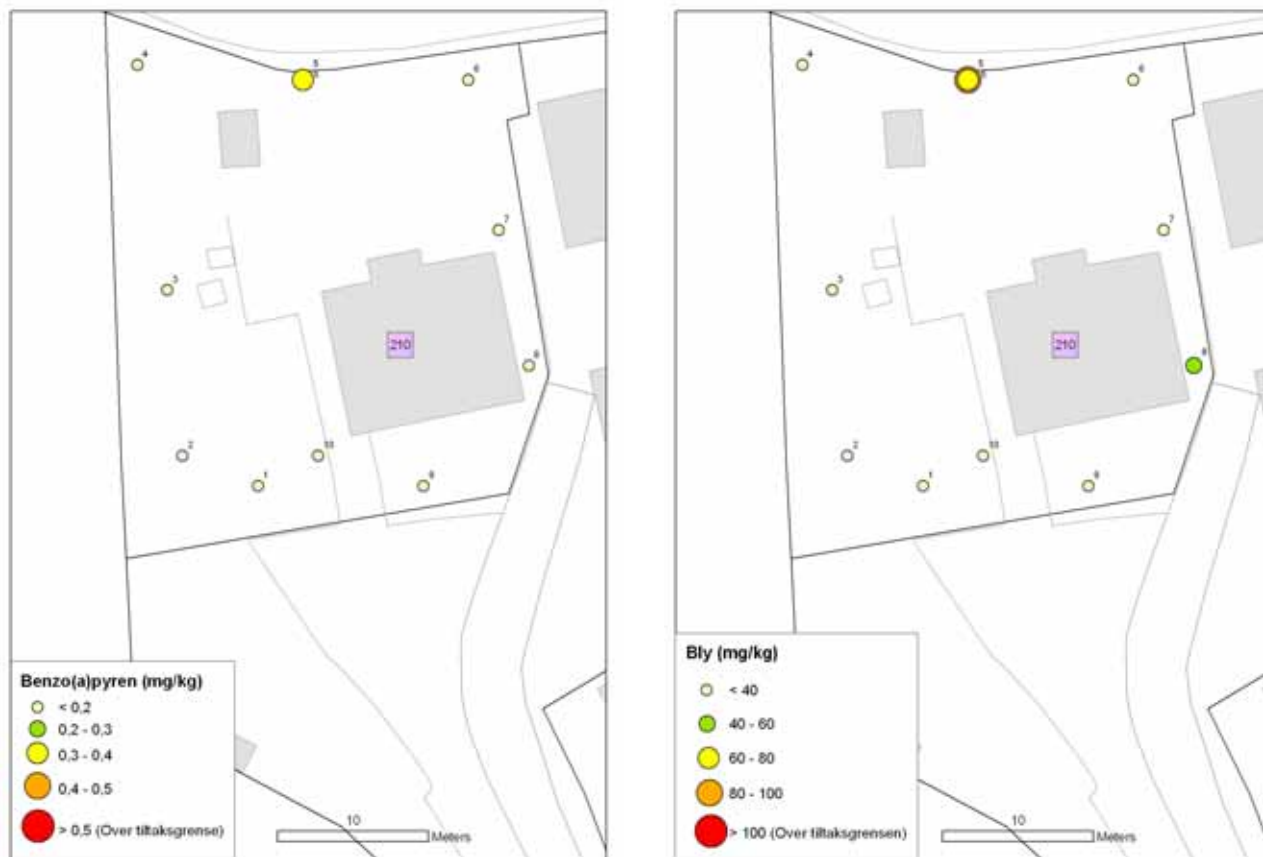 4
5
6
7
3
210
8
2
10
1
9
Benzo(a)pyren (mg/kg)
< 0,2
0,2 - 0,3
0,3 - 0,4
0,4 - 0,5
> 0,5 (Over tiltaksgrense)
10
Meters
4
5
6
7
3
210
8
2
10
1
9
Bly (mg/kg)
< 40
40 - 60
60 - 80
80 - 100
> 100 (Over tiltaksgrensen)
10
Meters